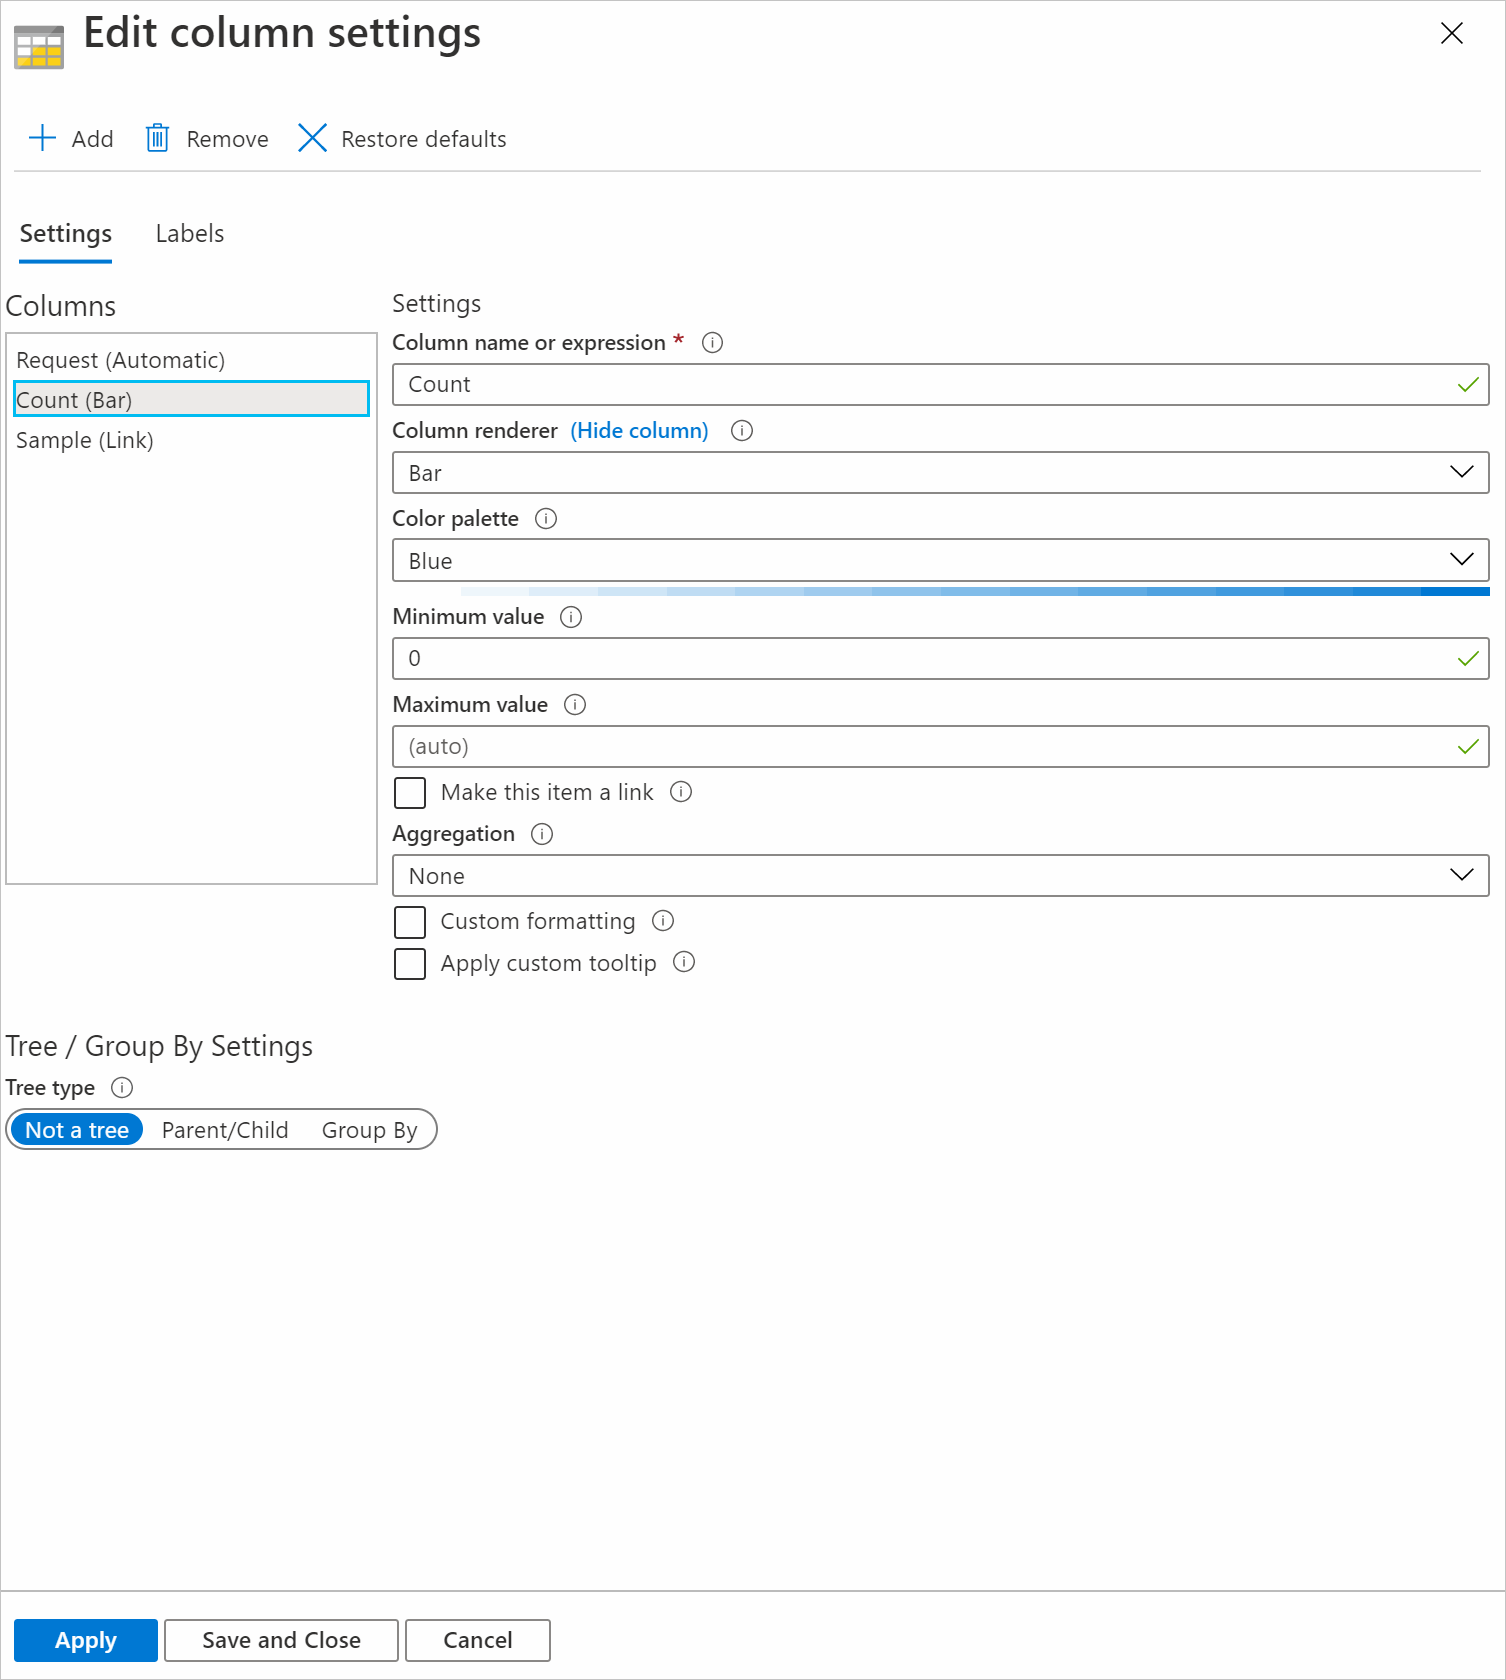 Edit column settings
Add Remove Restore defaults
Settings Labels
Columns
Request (Automatic)
Count (Bar)
Sample (Link)
Settings
Column name or expression *
Count
Column renderer (Hide column)
Bar
Color palette
Blue
Minimum value
0
Maximum value
(auto)
Make this item a link
Aggregation
None
Custom formatting
Apply custom tooltip
Tree / Group By Settings
Tree type
Not a tree Parent/Child Group By
Apply Save and Close Cancel